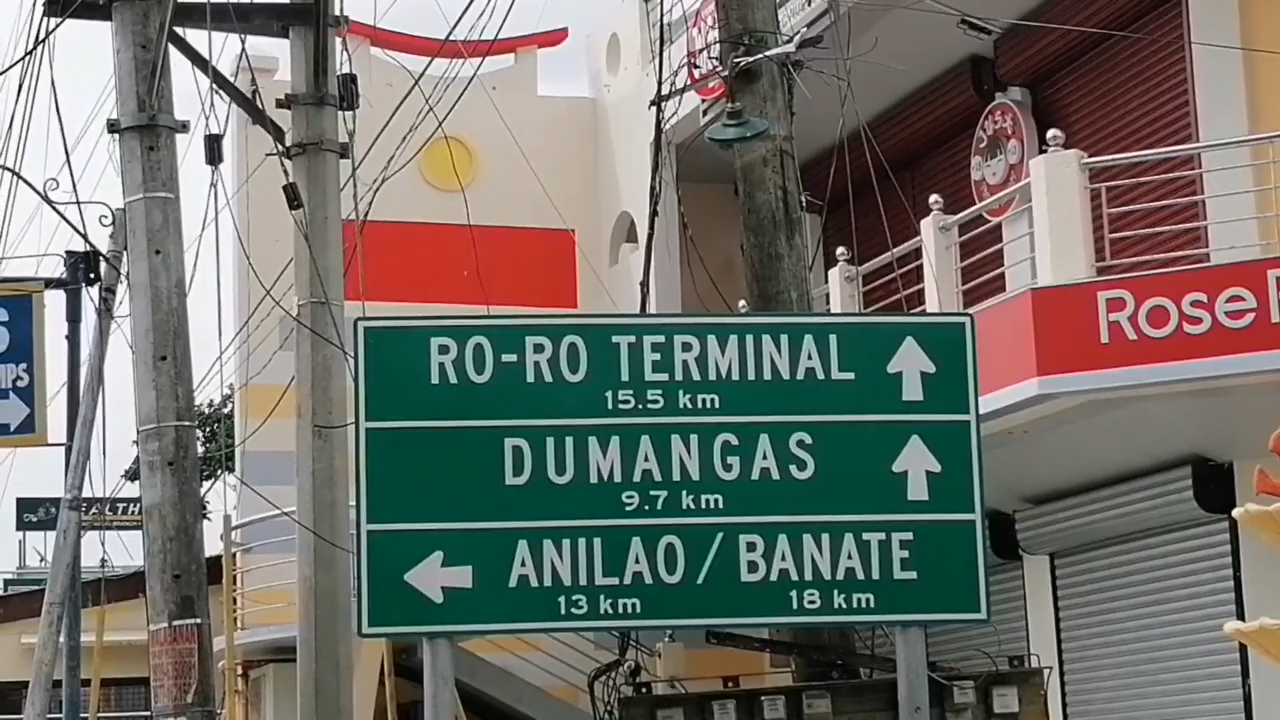 RO-RO TERMINAL
15.5 km
DUMANGAS
9.7 km
ANILAO / BANATE
13 km 18 km
Rose